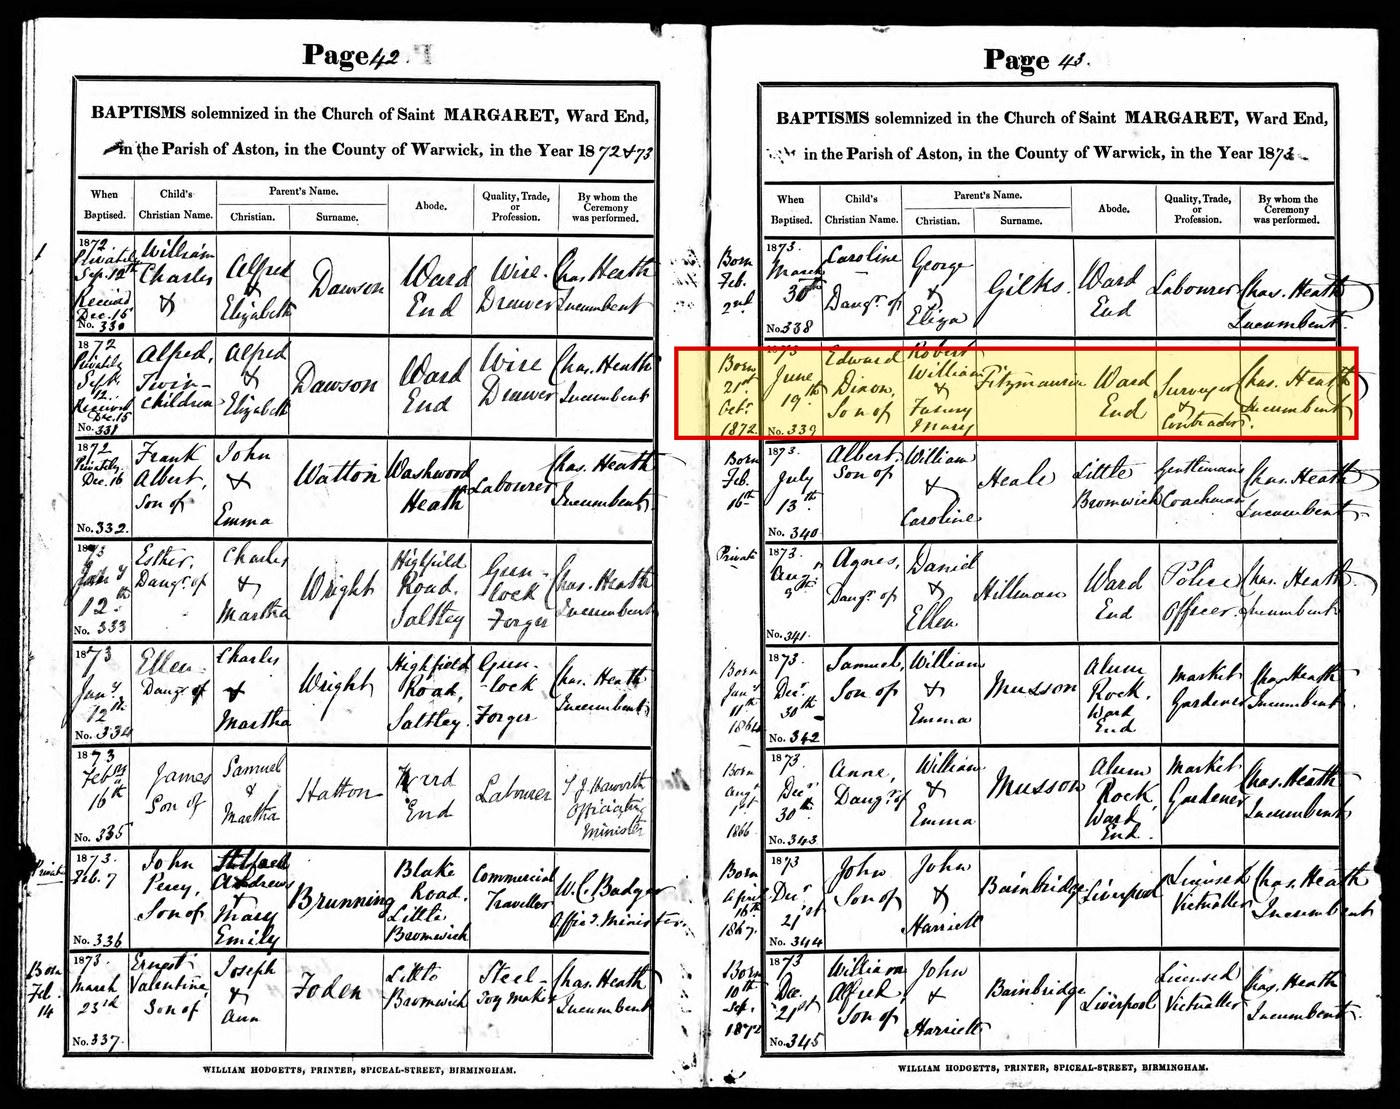 Page 42.
BAPTISMS solemnized in the Church of Saint MARGARET, Ward End,
in the Parish of Aston, in the County of Warwick, in the Year 1872 & 73
When Baptised. Child's Christian Name. Parent's Name. Christian. Surname. Abode. Quality, Trade, or Profession. By whom the Ceremony was performed.
1872 Privately Sep. 12th Received Dec. 15 No. 330 William Charles & Alfred & Elizabeth Dawson Ward End Wire Drawer Chas. Heath Incumbent
1872 Privately Sept. 12 Received Dec. 15 No. 331 Alfred, Twin-Children Alfred & Elizabeth Dawson Ward End Wire Drawer Chas. Heath Incumbent
1872 Privately Dec. 16 No. 332. Frank Albert, Son of John & Emma Watton Washwood Heath Labourer Chas. Heath Incumbent
1873 Jany 12th No. 333 Esther, Daugr. of Charles & Martha Wright Highfield Road, Saltley Gun-lock Forger Chas. Heath Incumbent
1873 Jany 12th No. 334 Ellen Daugr. of Charles & Martha Wright Highfield Road, Saltley. Gun-lock Forger Chas. Heath Incumbent
1873 Feby 16th No. 335 James Son of Samuel & Martha Hatton Ward End Labourer J. Haworth Officiating Minister
Private 1873. Feb. 7 No. 336 John Percy, Son of Andrews & Mary Emily Brunning Blake Road, Little Bromwich Commercial Traveller W. C. Badger Offic. Minister
Born Feb. 14 1873. March 23rd No. 337. Ernest Valentine, Son of Joseph & Ann Foden Little Bromwich Steel-Toy Maker Chas. Heath Incumbent
WILLIAM HODGETTS, PRINTER, SPICEAL-STREET, BIRMINGHAM.
Page 43.
BAPTISMS solemnized in the Church of Saint MARGARET, Ward End,
in the Parish of Aston, in the County of Warwick, in the Year 1873
When Baptised. Child's Christian Name. Parent's Name. Christian. Surname. Abode. Quality, Trade, or Profession. By whom the Ceremony was performed.
Born Feb. 2nd 1873. March 30th No. 338 Caroline Daugr. of George & Eliza Gilks. Ward End Labourer Chas. Heath Incumbent.
Born 21st Octr. 1872. 1873 June 19th No. 339 Edward Dixon, Son of Robert William & Fanny Mary Fitzmaurice Ward End Surveyor & Contractor. Chas. Heath Incumbent
Born Feb. 16th 1873. July 13th No. 340 Albert Son of William & Caroline Heale Little Bromwich Gentlemans Coachman Chas. Heath Incumbent
Private 1873. Augt No. 341. Agnes, Daugr. of Daniel & Ellen Hillman Ward End Police Officer. Chas. Heath Incumbent
Born Jany 11th 1864 1873. Decr. 30th No. 342 Samuel, Son of William & Emma Musson Alum Rock, Ward End Market Gardener Chas Heath Incumbent
Born Augt 1st 1866. 1873. Decr. 30th No. 343 Anne, Daugr. of William & Emma Musson Alum Rock, Ward End. Market Gardener Chas. Heath Incumbent
Born April 16th 1867. 1873 Decr 21st No. 344 John Son of John & Harriett Bainbridge Liverpool Licensed Victualler Chas. Heath Incumbent
Born 10th Sep. 1872 1873 Dec. 21st No. 345 William Alfred, Son of John & Harriett Bainbridge Liverpool Licensed Victualler Chas. Heath Incumbent
WILLIAM HODGETTS, PRINTER, SPICEAL-STREET, BIRMINGHAM.